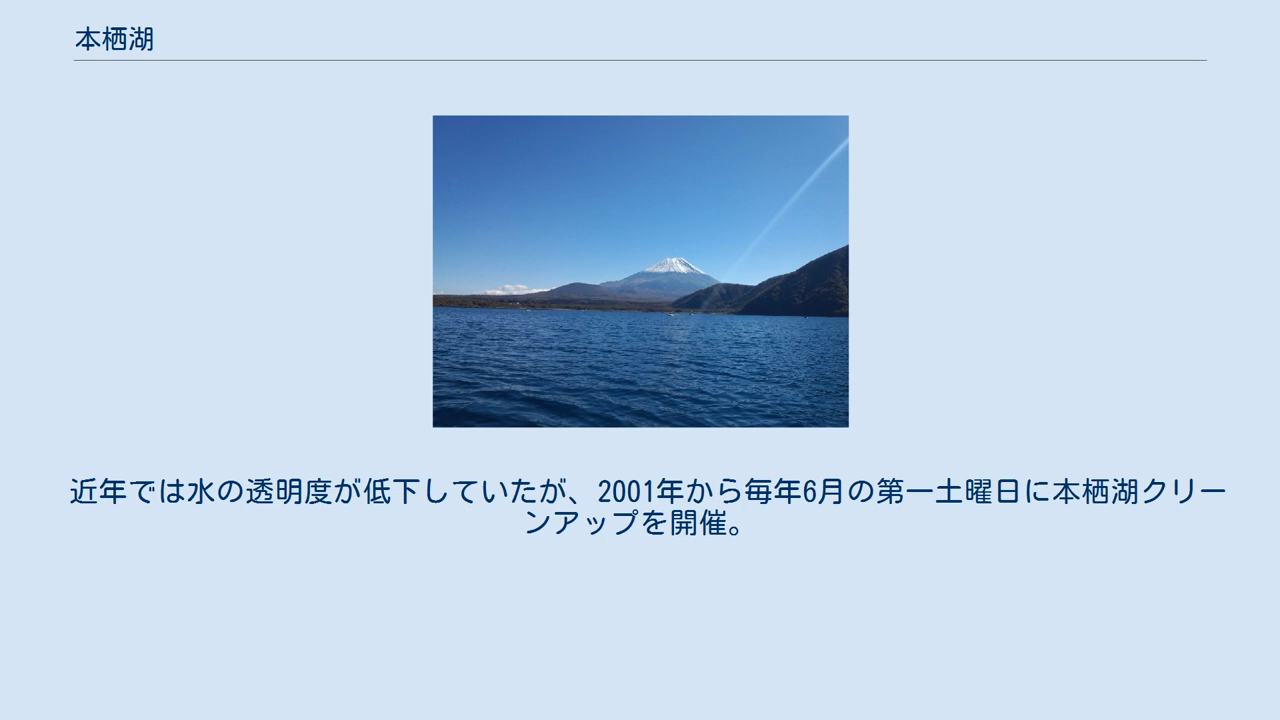 本栖湖
近年では水の透明度が低下していたが、2001年から毎年6月の第一土曜日に本栖湖クリー
ンアップを開催。